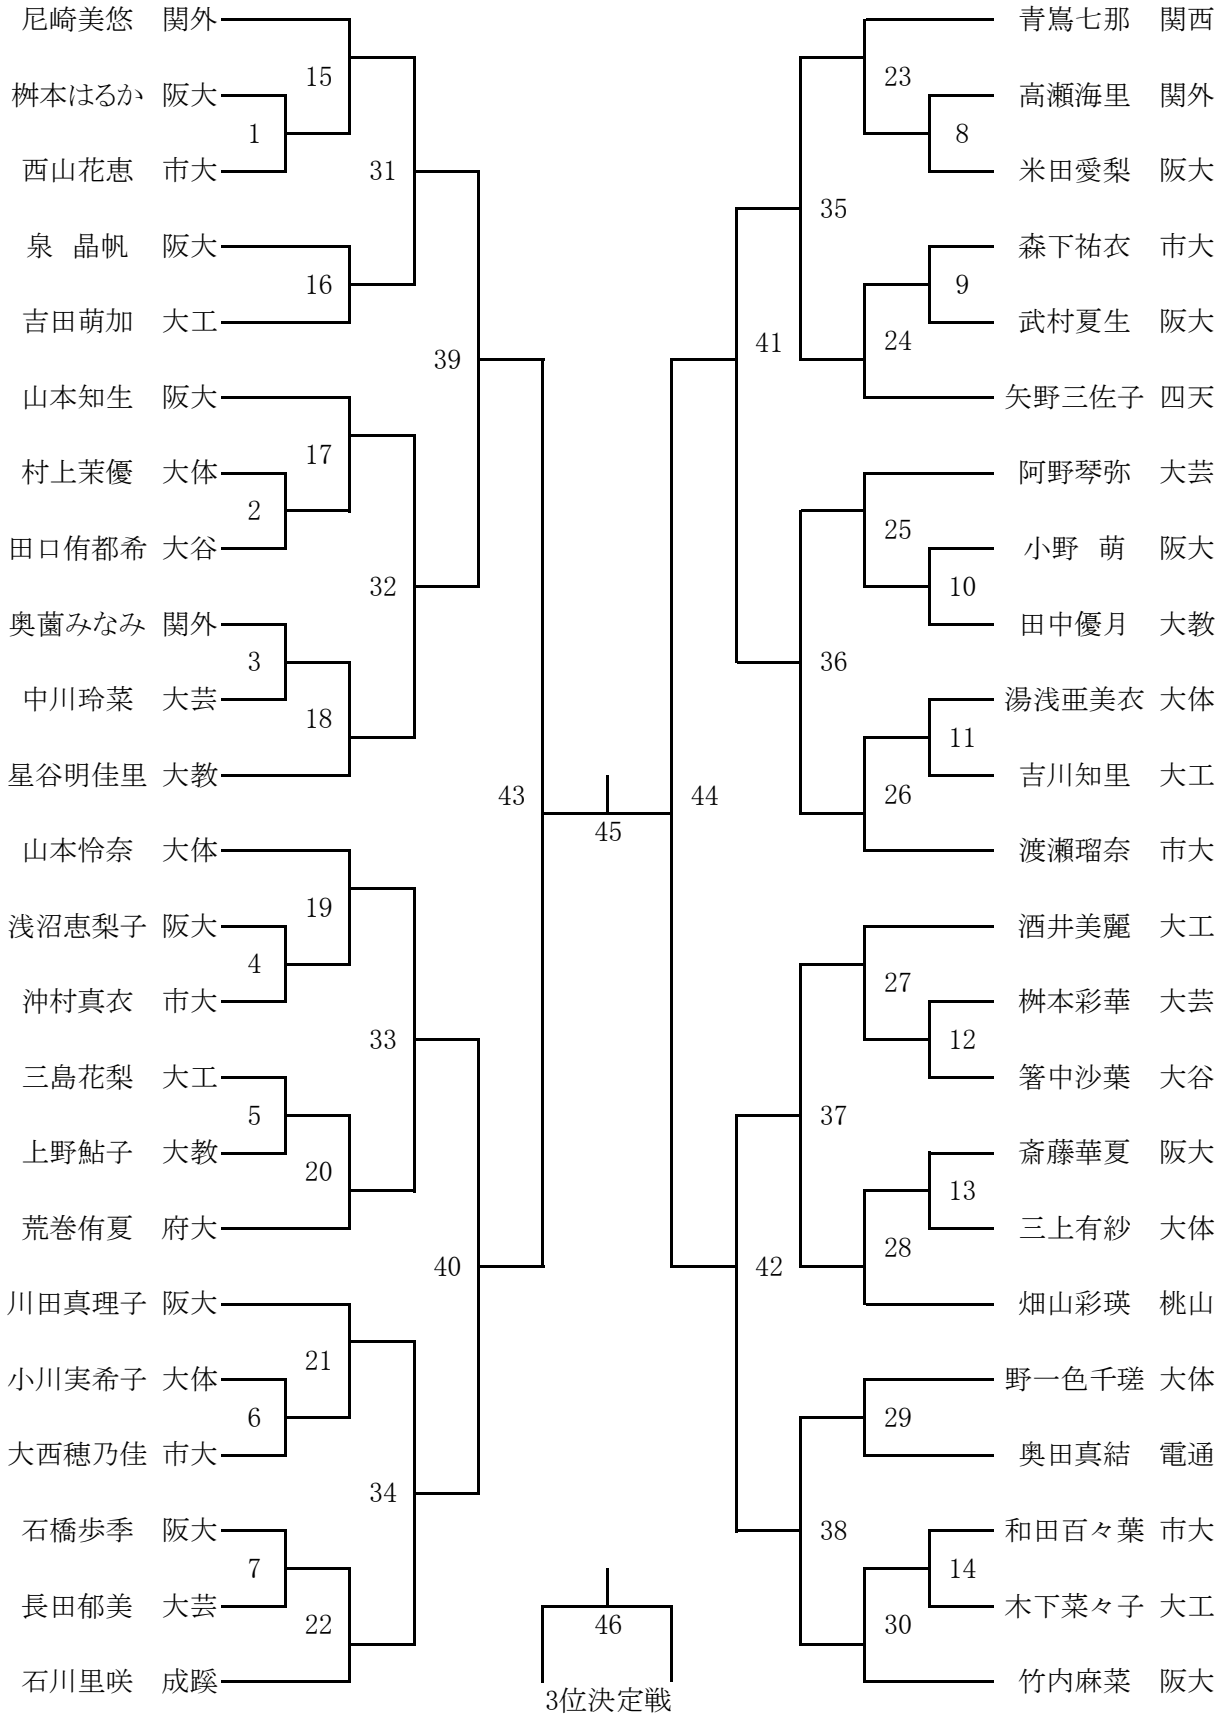 尼崎美悠 関外
15
桝本はるか 阪大
1
西山花恵 市大
31
泉 晶帆 阪大
16
吉田萌加 大工
39
山本知生 阪大
17
村上茉優 大体
2
田口侑都希 大谷
32
奥薗みなみ 関外
3
中川玲菜 大芸
18
星谷明佳里 大教
43
山本怜奈 大体
19
浅沼恵梨子 阪大
4
沖村真衣 市大
33
三島花梨 大工
5
上野鮎子 大教
20
荒巻侑夏 府大
40
川田真理子 阪大
21
小川実希子 大体
6
大西穂乃佳 市大
34
石橋歩季 阪大
7
長田郁美 大芸
22
石川里咲 成蹊
45
46
3位決定戦
青嶌七那 関西
23
高瀬海里 関外
8
米田愛梨 阪大
35
森下祐衣 市大
9
武村夏生 阪大
24
41
矢野三佐子 四天
阿野琴弥 大芸
25
小野 萌 阪大
10
田中優月 大教
36
湯浅亜美衣 大体
11
吉川知里 大工
26
44
渡瀬瑠奈 市大
酒井美麗 大工
27
桝本彩華 大芸
12
箸中沙葉 大谷
37
斎藤華夏 阪大
13
三上有紗 大体
28
42
畑山彩瑛 桃山
野一色千瑳 大体
29
奥田真結 電通
38
和田百々葉 市大
14
木下菜々子 大工
30
竹内麻菜 阪大